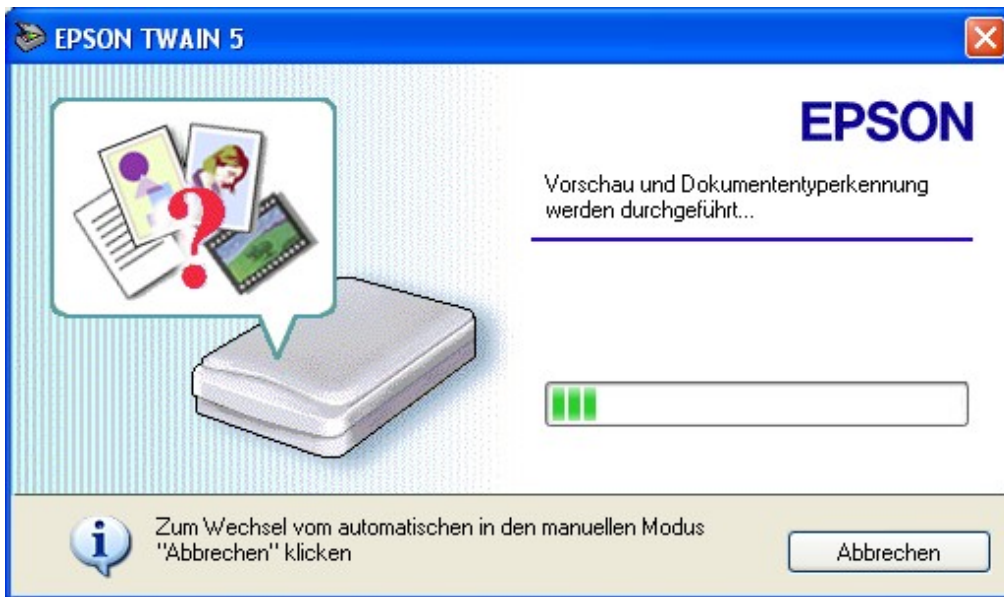 EPSON TWAIN 5
EPSON
Vorschau und Dokumententyperkennung
werden durchgeführt...
Zum Wechsel vom automatischen in den manuellen Modus
"Abbrechen" klicken
Abbrechen